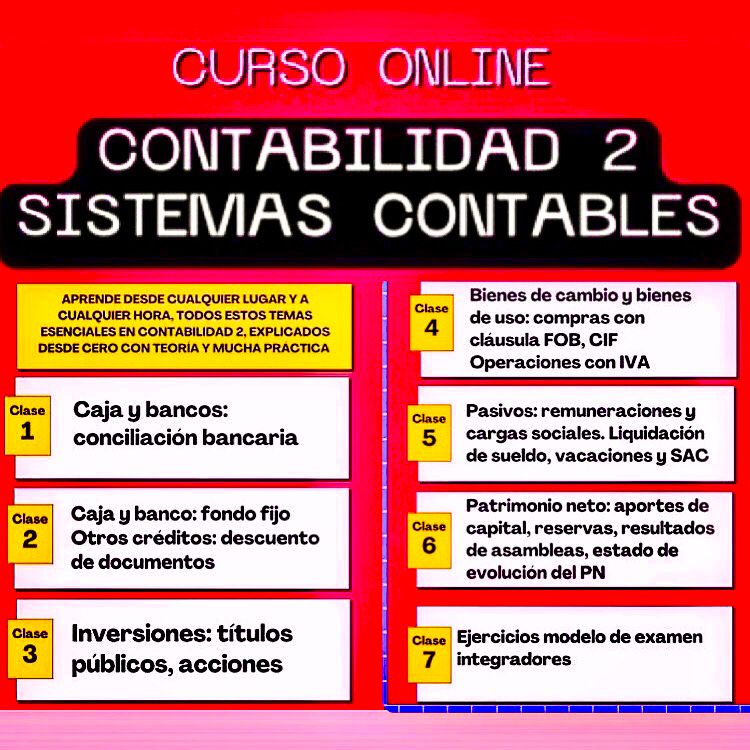 CURSO ONLINE
CONTABILIDAD 2
SISTEMAS CONTABLES
APRENDE DESDE CUALQUIER LUGAR Y A
CUALQUIER HORA, TODOS ESTOS TEMAS
ESENCIALES EN CONTABILIDAD 2, EXPLICADOS
DESDE CERO CON TEORÍA Y MUCHA PRÁCTICA
Clase
1
Caja y bancos:
conciliación bancaria
Clase
2
Caja y banco: fondo fijo
Otros créditos: descuento
de documentos
Clase
3
Inversiones: títulos
públicos, acciones
Clase
4
Bienes de cambio y bienes
de uso: compras con
cláusula FOB, CIF
Operaciones con IVA
Clase
5
Pasivos: remuneraciones y
cargas sociales. Liquidación
de sueldo, vacaciones y SAC
Clase
6
Patrimonio neto: aportes de
capital, reservas, resultados
de asambleas, estado de
evolución del PN
Clase
7
Ejercicios modelo de examen
integradores